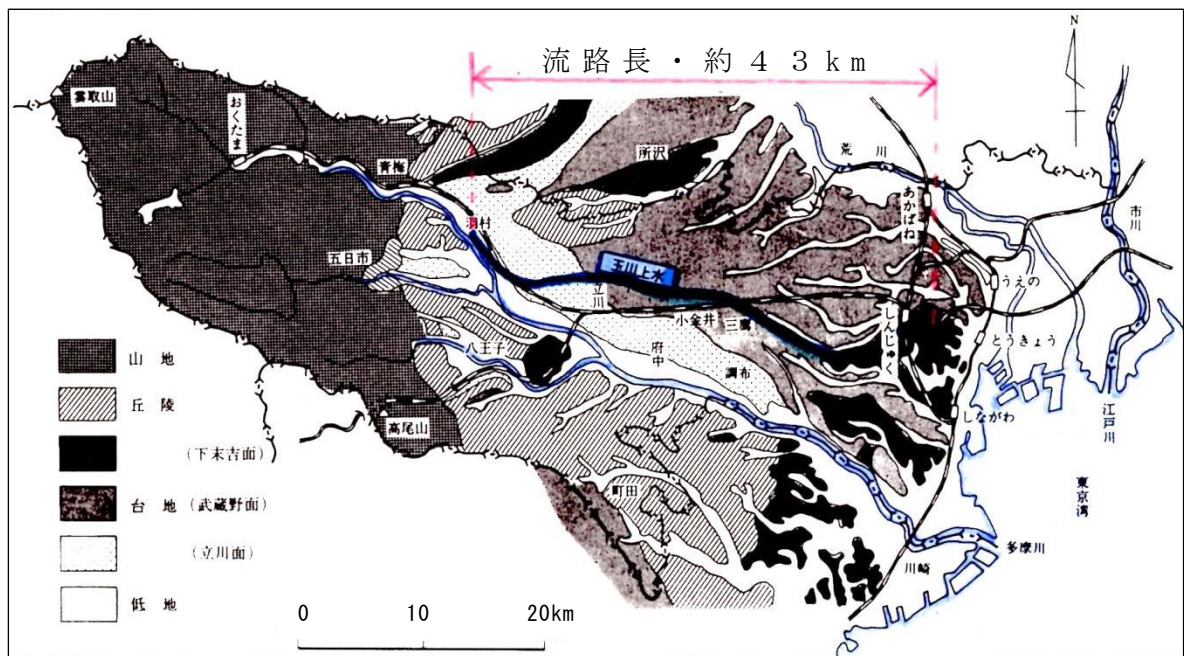 流路長・約43km
N
雲取山
おくたま
青梅
所沢
荒川
あかばね
市川
羽村
五日市
玉川上水
立川
小金井
三鷹
しんじゅく
うえの
とうきょう
八王子
府中
調布
しながわ
江戸川
高尾山
町田
東京湾
川崎
多摩川
山地
丘陵
(下末吉面)
台地(武蔵野面)
(立川面)
低地
0 10 20km